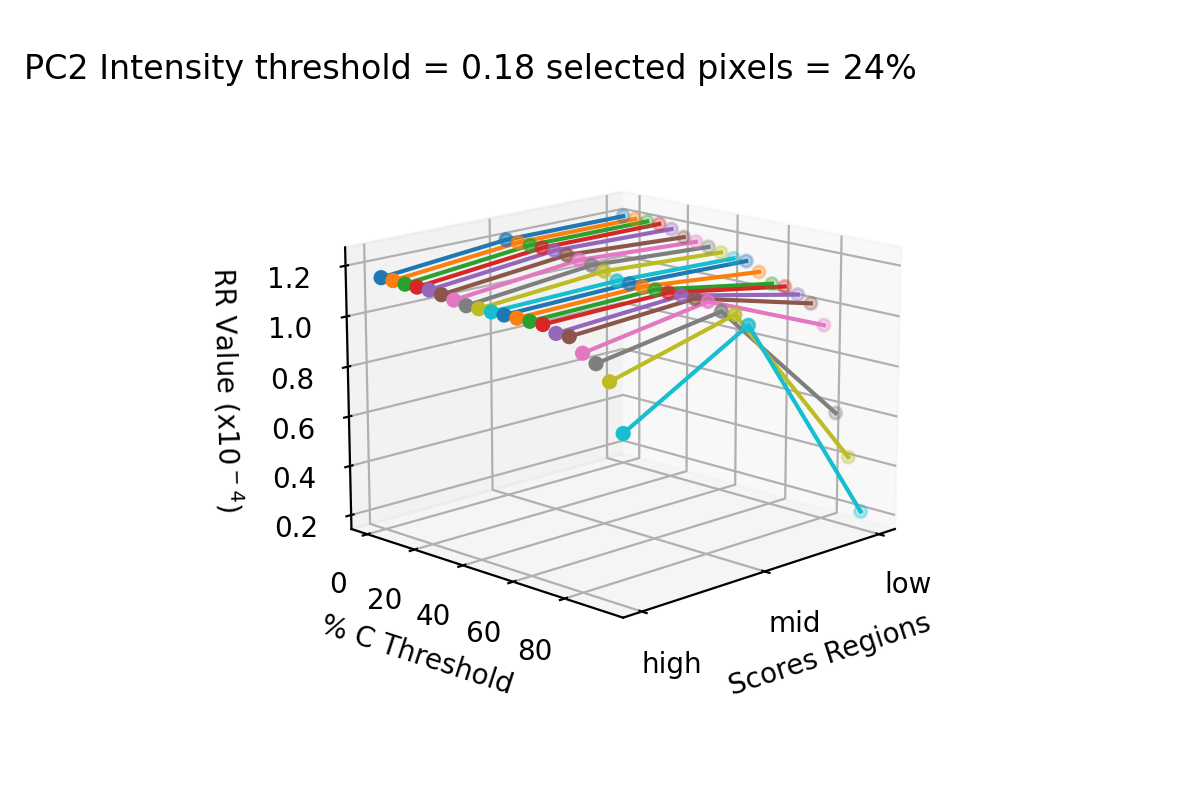 PC2 Intensity threshold = 0.18 selected pixels = 24%
RR Value (x10⁻⁴)
1.2
1.0
0.8
0.6
0.4
0.2
0
20
40
60
80
% C Threshold
high
mid
low
Scores Regions